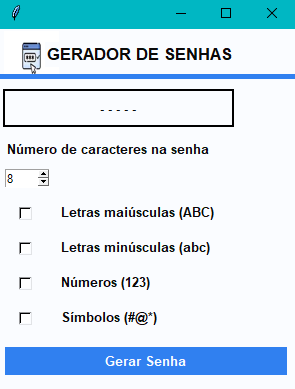 GERADOR DE SENHAS
- - - - -
Número de caracteres na senha
8
Letras maiúsculas (ABC)
Letras minúsculas (abc)
Números (123)
Símbolos (#@*)
Gerar Senha